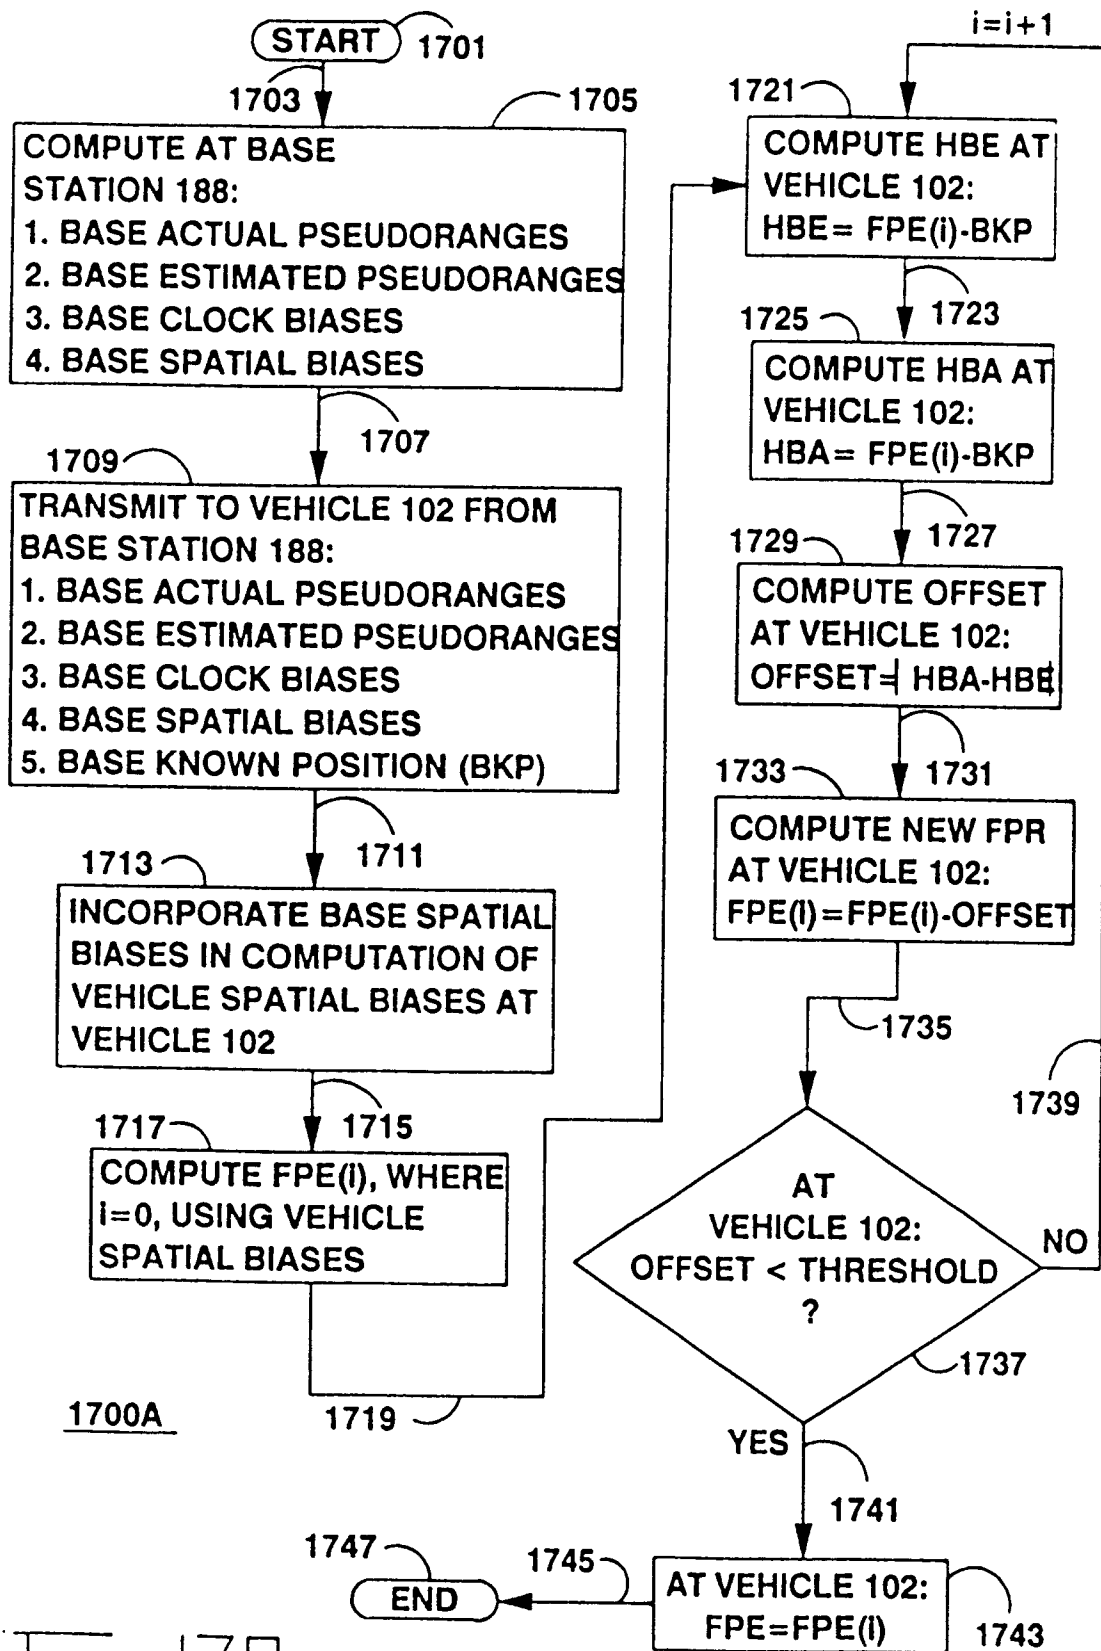 START
1701
1703
1705
COMPUTE AT BASE
STATION 188:
1. BASE ACTUAL PSEUDORANGES
2. BASE ESTIMATED PSEUDORANGES
3. BASE CLOCK BIASES
4. BASE SPATIAL BIASES
1707
1709
TRANSMIT TO VEHICLE 102 FROM
BASE STATION 188:
1. BASE ACTUAL PSEUDORANGES
2. BASE ESTIMATED PSEUDORANGES
3. BASE CLOCK BIASES
4. BASE SPATIAL BIASES
5. BASE KNOWN POSITION (BKP)
1711
1713
INCORPORATE BASE SPATIAL
BIASES IN COMPUTATION OF
VEHICLE SPATIAL BIASES AT
VEHICLE 102
1715
1717
COMPUTE FPE(I), WHERE
i=0, USING VEHICLE
SPATIAL BIASES
1719
1700A
i=i+1
1721
COMPUTE HBE AT
VEHICLE 102:
HBE= FPE(i)-BKP
1723
1725
COMPUTE HBA AT
VEHICLE 102:
HBA= FPE(i)-BKP
1727
1729
COMPUTE OFFSET
AT VEHICLE 102:
OFFSET=| HBA-HBE|
1731
1733
COMPUTE NEW FPR
AT VEHICLE 102:
FPE(I)=FPE(i)-OFFSET
1735
1739
AT
VEHICLE 102:
OFFSET < THRESHOLD
?
NO
1737
YES
1741
AT VEHICLE 102:
FPE=FPE(I)
1743
1745
1747
END